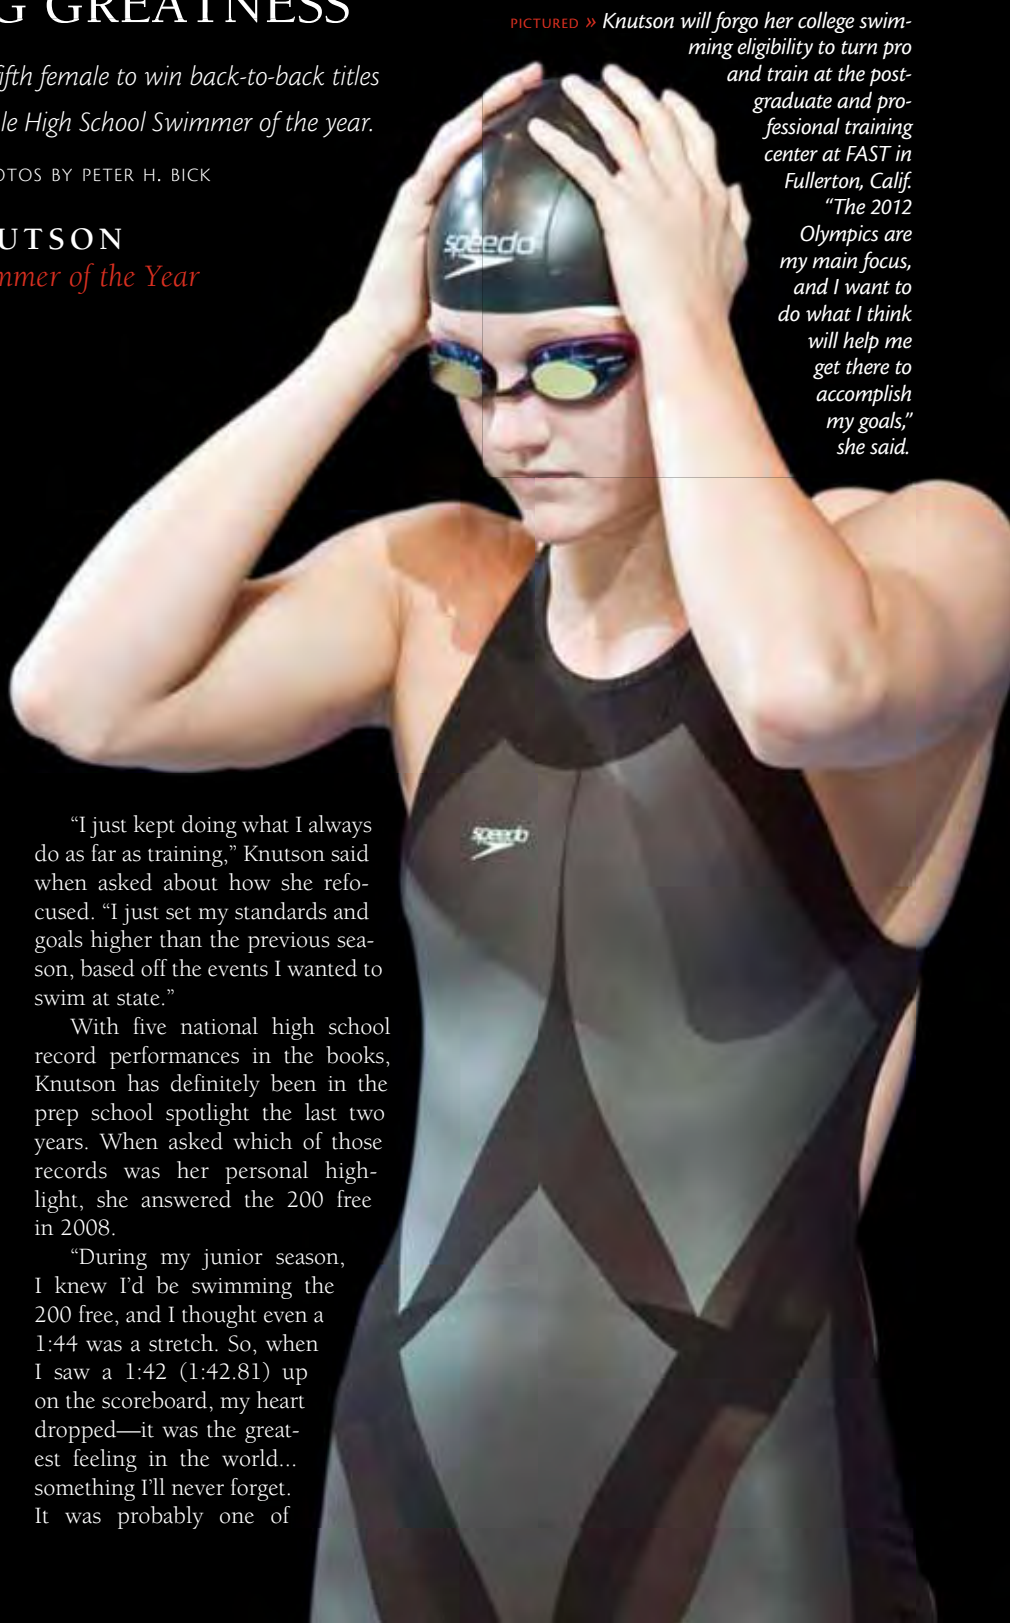 G GREATNESS
ifth female to win back-to-back titles
le High School Swimmer of the year.
OTOS BY PETER H. BICK
UTSON
mmer of the Year
PICTURED » Knutson will forgo her college swim-
ming eligibility to turn pro
and train at the post-
graduate and pro-
fessional training
center at FAST in
Fullerton, Calif.
“The 2012
Olympics are
my main focus,
and I want to
do what I think
will help me
get there to
accomplish
my goals,”
she said.
speedo
speedo
“I just kept doing what I always
do as far as training,” Knutson said
when asked about how she refo-
cused. “I just set my standards and
goals higher than the previous sea-
son, based off the events I wanted to
swim at state.”
With five national high school
record performances in the books,
Knutson has definitely been in the
prep school spotlight the last two
years. When asked which of those
records was her personal high-
light, she answered the 200 free
in 2008.
“During my junior season,
I knew I’d be swimming the
200 free, and I thought even a
1:44 was a stretch. So, when
I saw a 1:42 (1:42.81) up
on the scoreboard, my heart
dropped—it was the great-
est feeling in the world...
something I’ll never forget.
It was probably one of